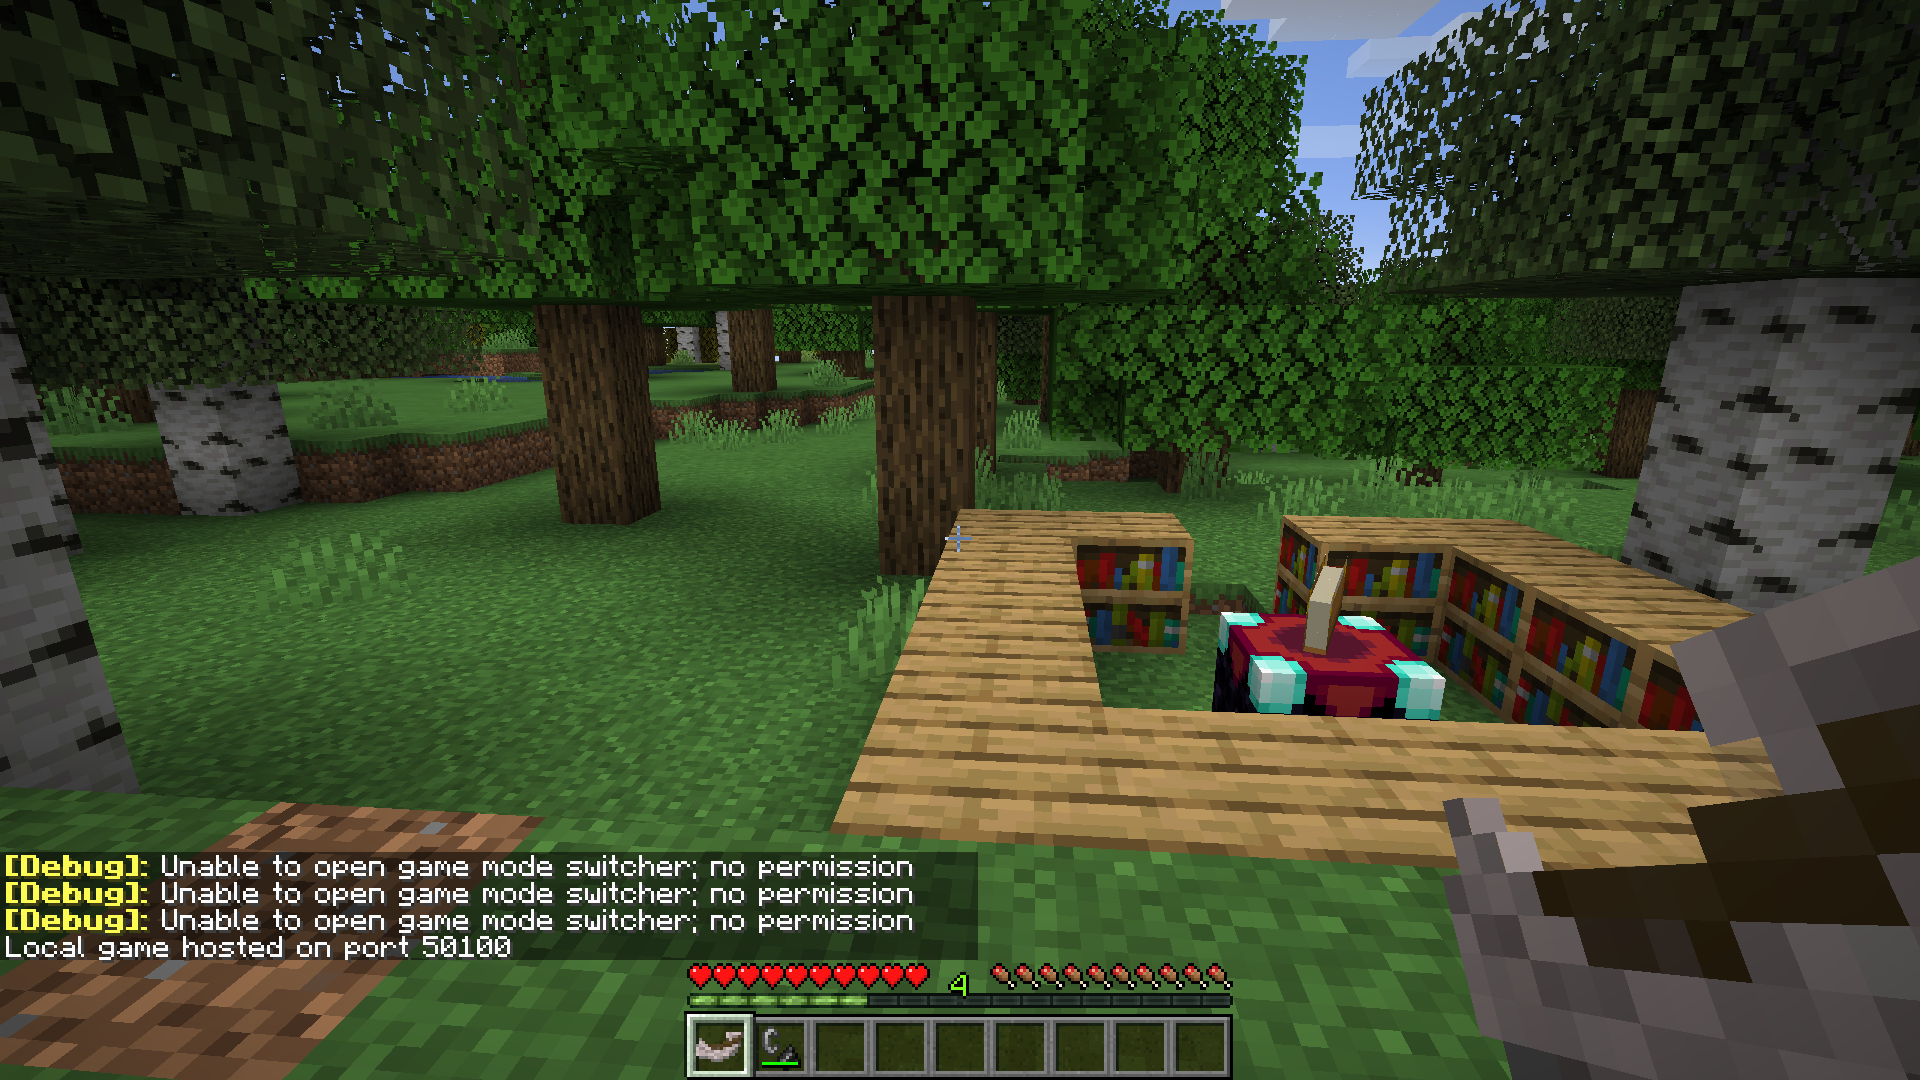 [Debug]: Unable to open game mode switcher; no permission
[Debug]: Unable to open game mode switcher; no permission
[Debug]: Unable to open game mode switcher; no permission
Local game hosted on port 50100
4